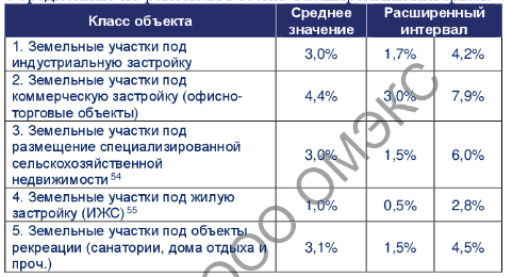 Класс объекта Среднее значение Расширенный интервал
1. Земельные участки под
индустриальную застройку 3,0% 1,7% 4,2%
2. Земельные участки под
коммерческую застройку (офисно-
торговые объекты) 4,4% 3,0% 7,9%
3. Земельные участки под
размещение специализированной
сельскохозяйственной
недвижимости 54 3,0% 1,5% 6,0%
4. Земельные участки под жилую
застройку (ИЖС) 55 1,0% 0,5% 2,8%
5. Земельные участки под объекты
рекреации (санатории, дома отдыха и
проч.) 3,1% 1,5% 4,5%
ООО ОМЭКС